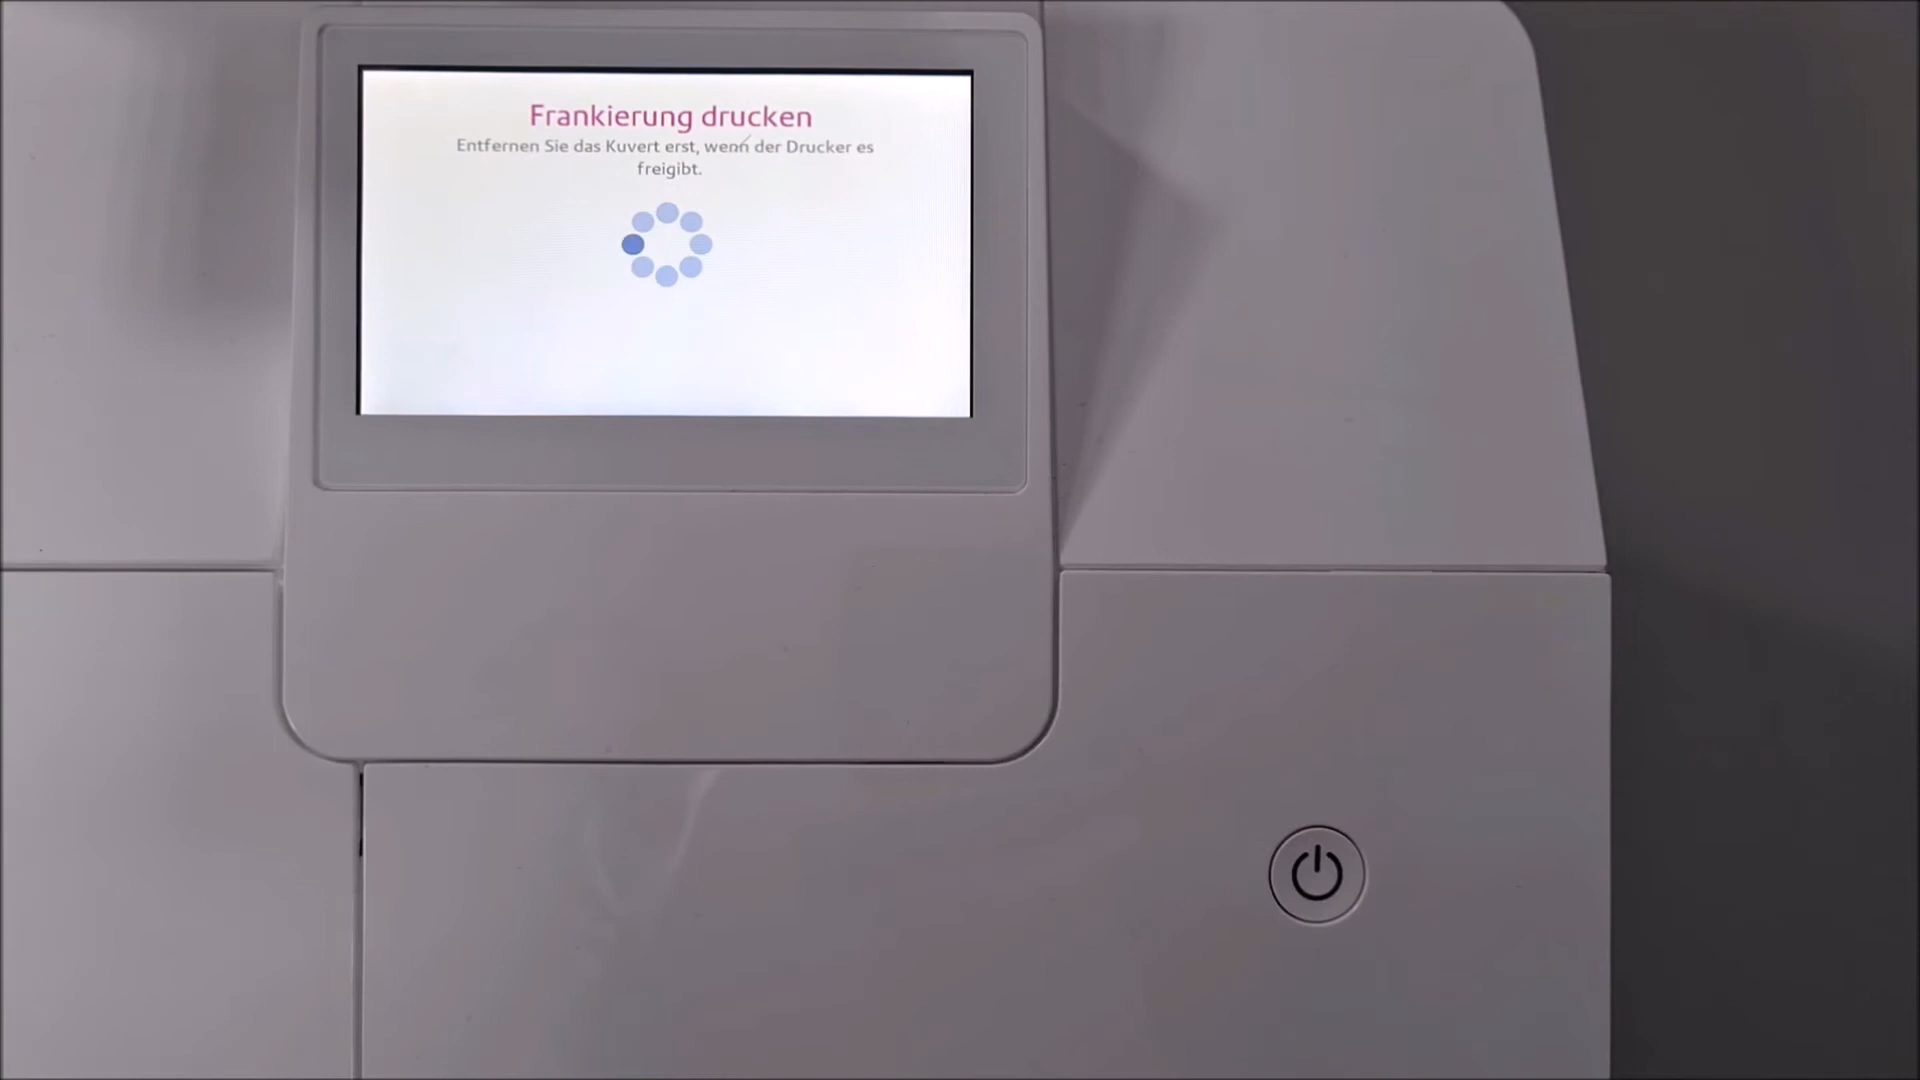 Frankierung drucken
Entfernen Sie das Kuvert erst, wenn der Drucker es
freigibt.